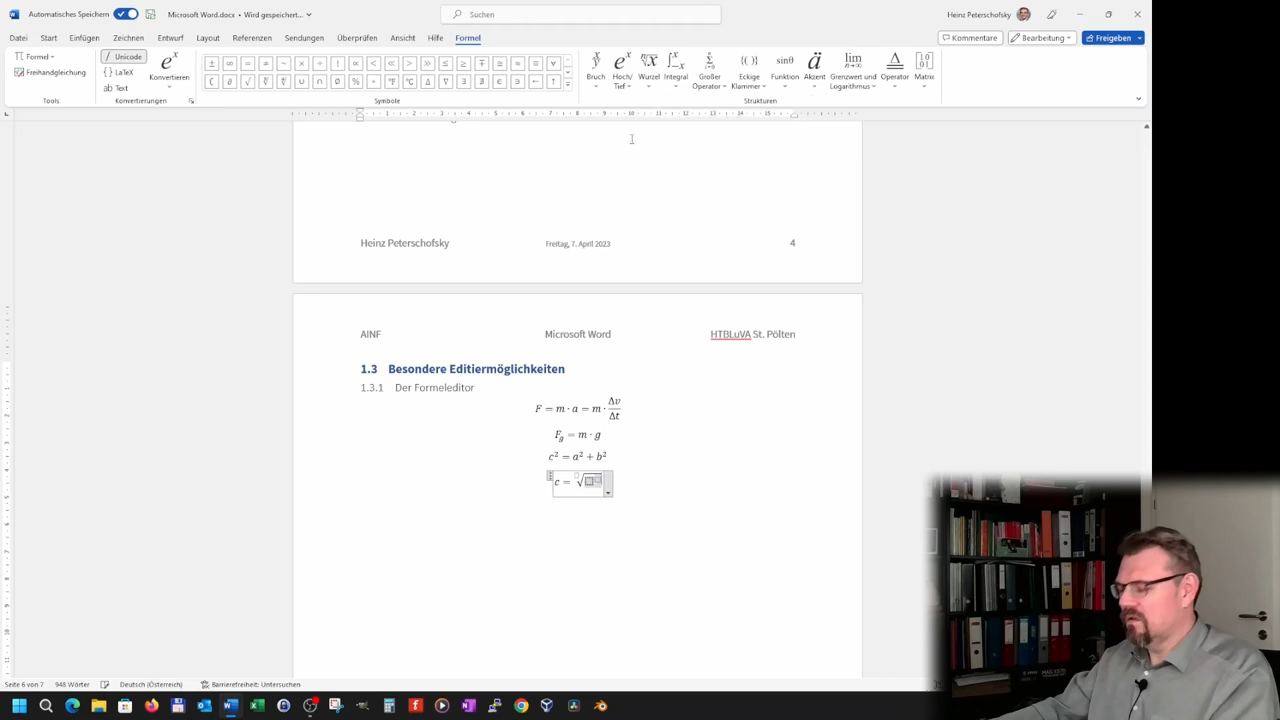 Automatisches Speichern
Microsoft Word.docx • Wird gespeichert...
Suchen
Heinz Peterschofsky
Datei Start Einfügen Zeichnen Entwurf Layout Referenzen Sendungen Überprüfen Ansicht Hilfe Formel
Kommentare Bearbeitung Freigeben
Formel
Freihandgleichung
Tools
Unicode
{} LaTeX
ab Text
Konvertieren
Konvertierungen
Symbole
Bruch
Hoch/Tief
Wurzel
Integral
Großer Operator
Eckige Klammer
Funktion
Akzent
Grenzwert und Logarithmus
Operator
Matrix
Strukturen
Heinz Peterschofsky Freitag, 7. April 2023 4
AINF Microsoft Word HTBLuVA St. Pölten
1.3 Besondere Editiermöglichkeiten
1.3.1 Der Formeleditor
F = m · a = m · Δv/Δt
F_g = m · g
c² = a² + b²
c = √
Seite 6 von 7 948 Wörter Deutsch (Österreich) Barrierefreiheit: Untersuchen